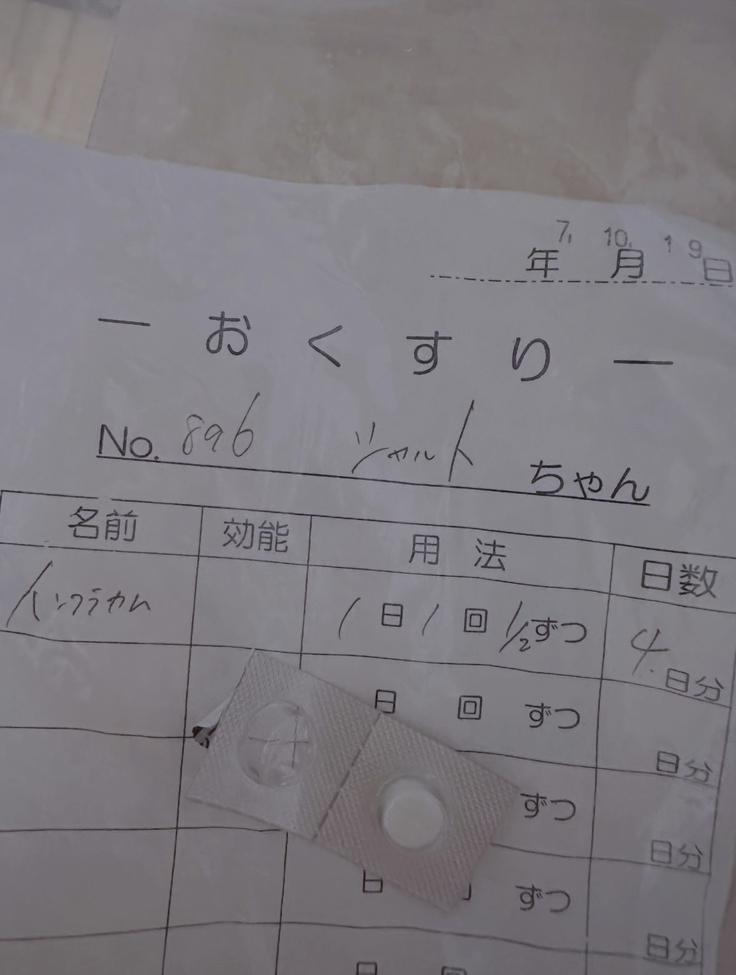 7. 年 10. 月 19 日
ー お く す り ー
No. 896 シャルト ちゃん
名前 効能 用 法 日数
インフラカム 1 日 1 回 1/2 ずつ 4. 日分
日 回 ずつ 日分
ずつ 日分
日 ずつ 日分
日 回